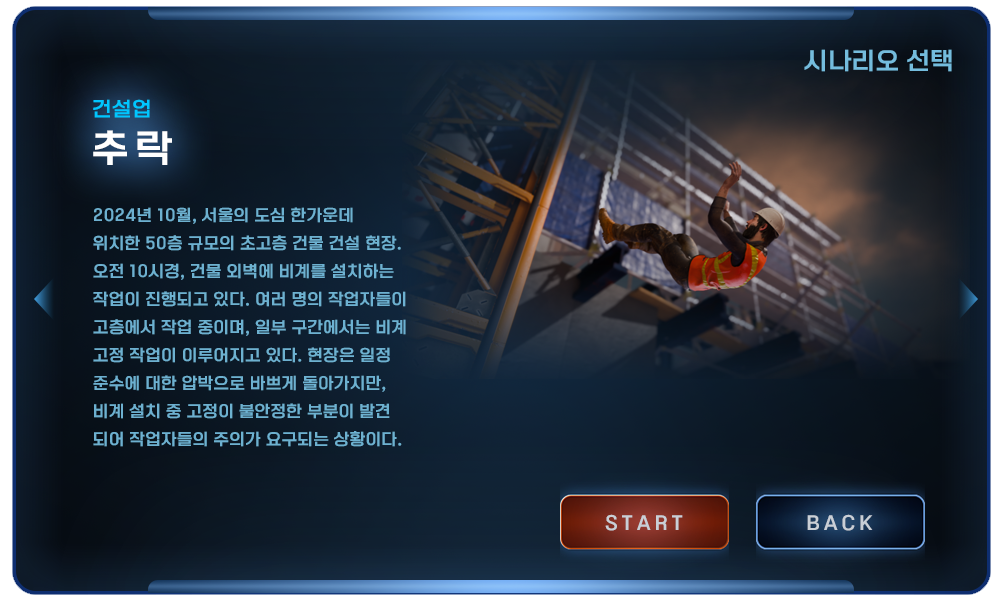 시나리오 선택
건설업
추락
2024년 10월, 서울의 도심 한가운데
위치한 50층 규모의 초고층 건물 건설 현장.
오전 10시경, 건물 외벽에 비계를 설치하는
작업이 진행되고 있다. 여러 명의 작업자들이
고층에서 작업 중이며, 일부 구간에서는 비계
고정 작업이 이루어지고 있다. 현장은 일정
준수에 대한 압박으로 바쁘게 돌아가지만,
비계 설치 중 고정이 불안정한 부분이 발견
되어 작업자들의 주의가 요구되는 상황이다.
START
BACK